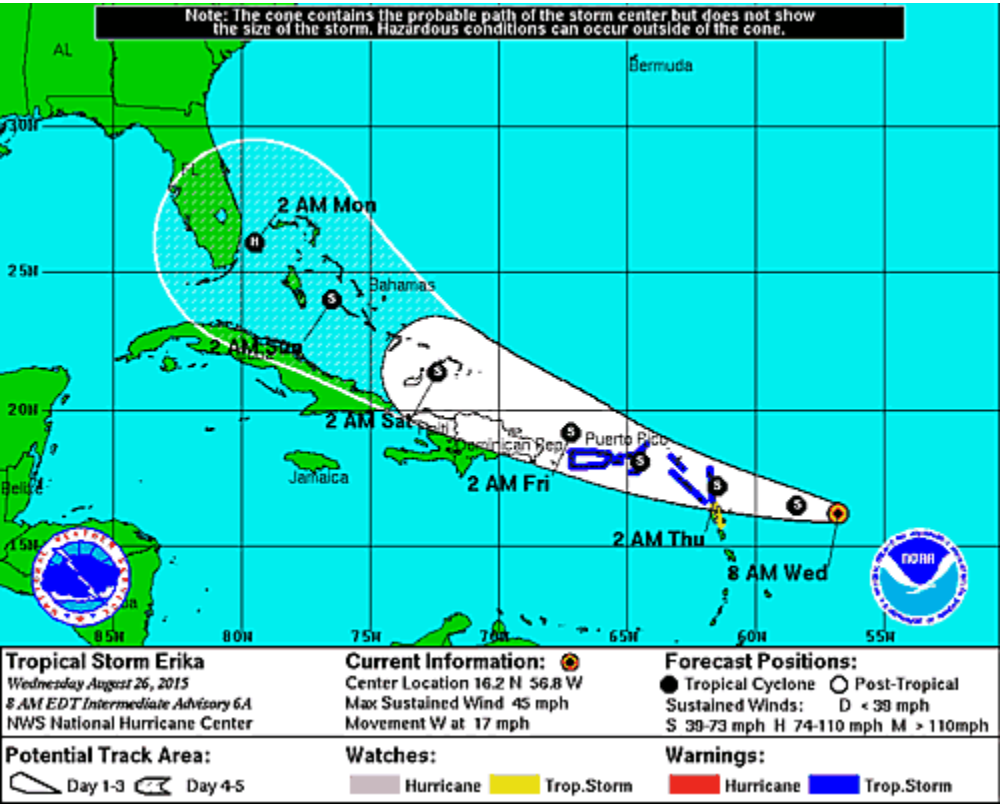 Note: The cone contains the probable path of the storm center but does not show
the size of the storm. Hazardous conditions can occur outside of the cone.
AL
Bermuda
30N
FL
2 AM Mon
25N
Bahamas
2 AM Sun
20N
2 AM Sat
Haiti
Dominican Rep.
Puerto Rico
Jamaica
2 AM Fri
Belize
2 AM Thu
15N
8 AM Wed
NOAA
85W 80W 75W 70W 65W 60W 55W
H
S
S
S
S
S
S
Tropical Storm Erika
Wednesday August 26, 2015
8 AM EDT Intermediate Advisory 6A
NWS National Hurricane Center
Current Information:
Center Location 16.2 N 56.8 W
Max Sustained Wind 45 mph
Movement W at 17 mph
Forecast Positions:
Tropical Cyclone Post-Tropical
Sustained Winds: D < 39 mph
S 39-73 mph H 74-110 mph M > 110mph
Potential Track Area:
Day 1-3 Day 4-5
Watches:
Hurricane Trop.Storm
Warnings:
Hurricane Trop.Storm